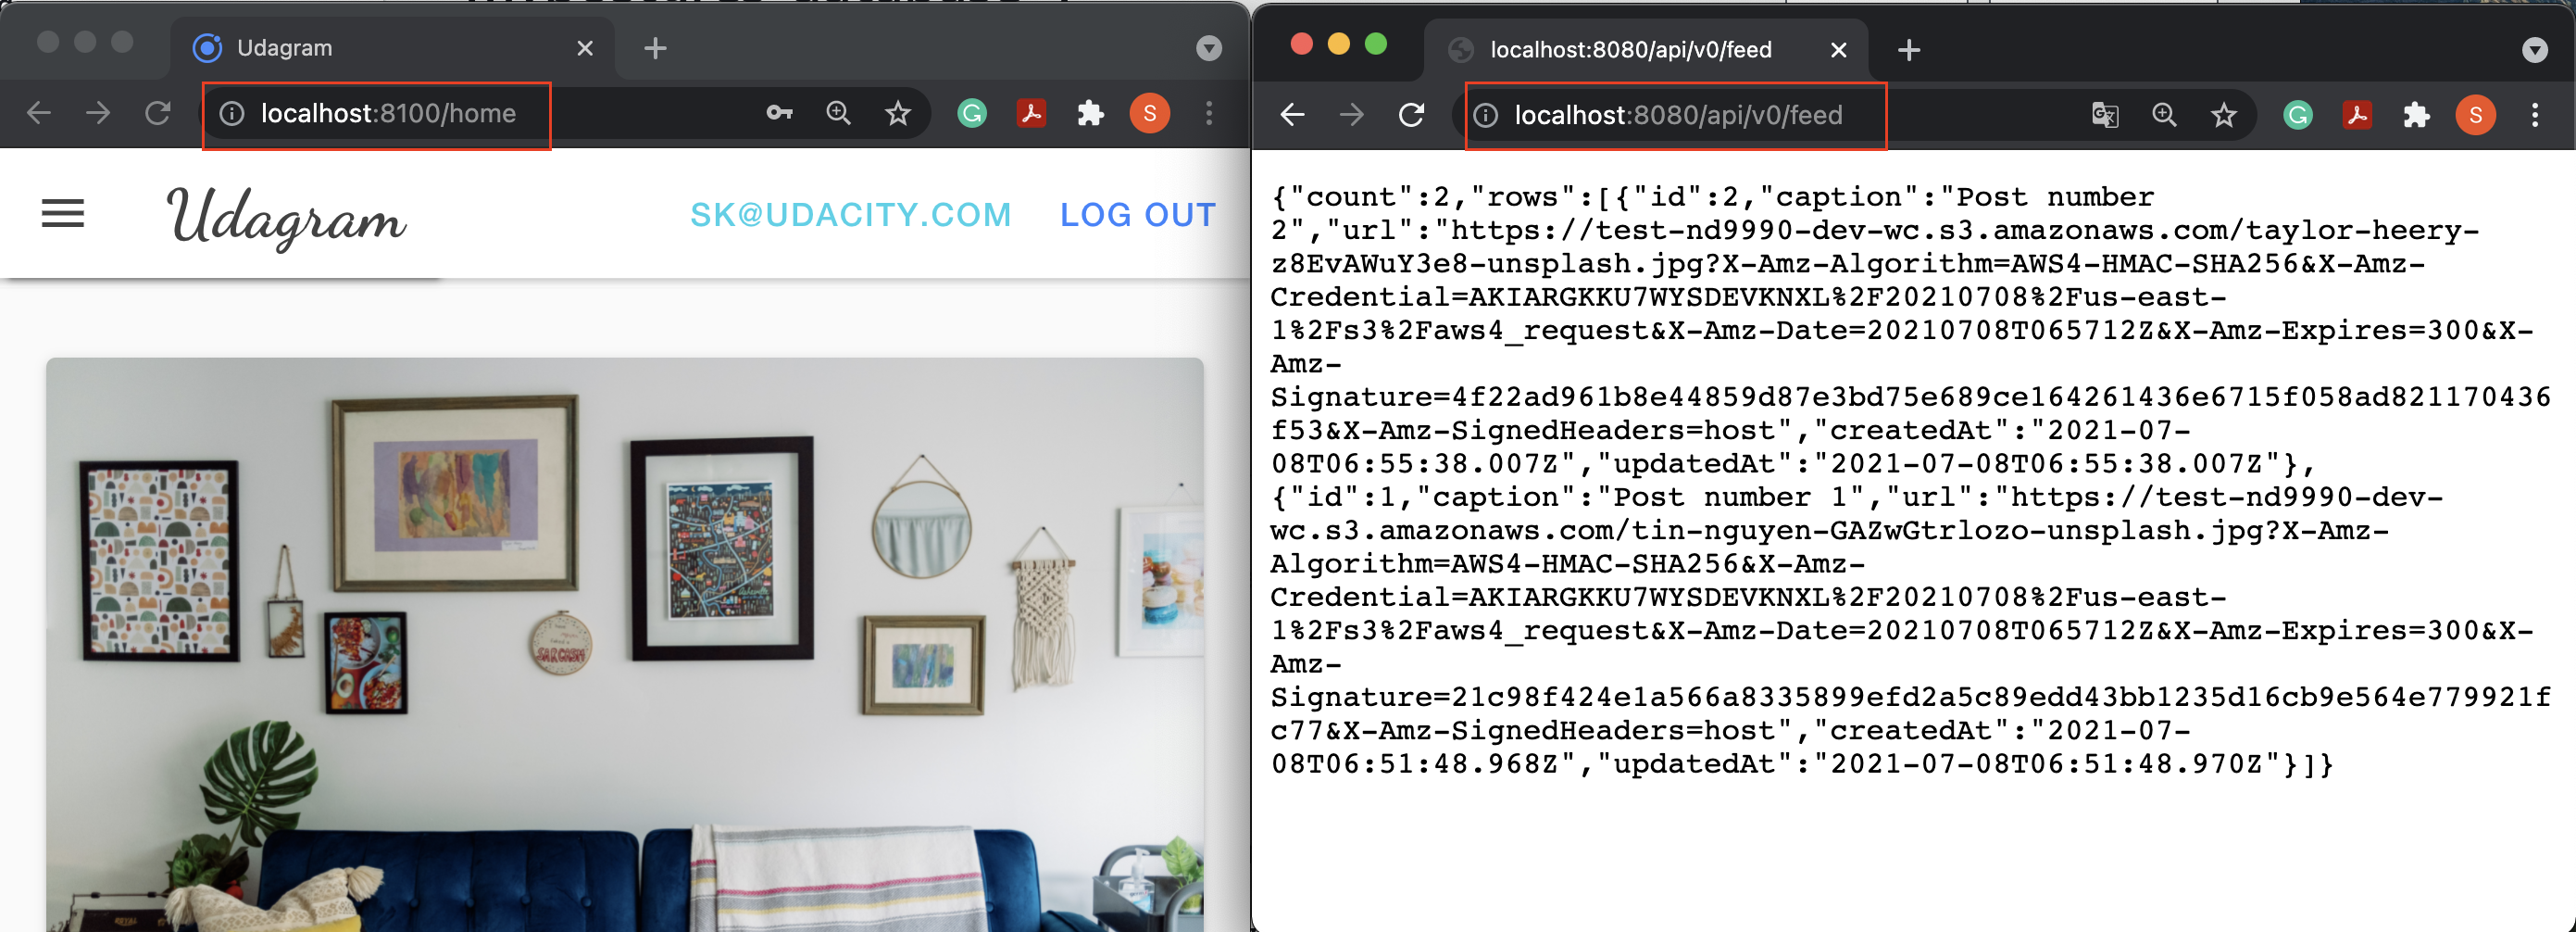 Udagram
localhost:8100/home
S
Udagram
SK@UDACITY.COM
LOG OUT
SARCASM
localhost:8080/api/v0/feed
localhost:8080/api/v0/feed
S
{"count":2,"rows":[{"id":2,"caption":"Post number
2","url":"https://test-nd9990-dev-wc.s3.amazonaws.com/taylor-heery-
z8EvAWuY3e8-unsplash.jpg?X-Amz-Algorithm=AWS4-HMAC-SHA256&X-Amz-
Credential=AKIARGKKU7WYSDEVKNXL%2F20210708%2Fus-east-
1%2Fs3%2Faws4_request&X-Amz-Date=20210708T065712Z&X-Amz-Expires=300&X-
Amz-
Signature=4f22ad961b8e44859d87e3bd75e689ce164261436e6715f058ad821170436
f53&X-Amz-SignedHeaders=host","createdAt":"2021-07-
08T06:55:38.007Z","updatedAt":"2021-07-08T06:55:38.007Z"},
{"id":1,"caption":"Post number 1","url":"https://test-nd9990-dev-
wc.s3.amazonaws.com/tin-nguyen-GAZwGtrlozo-unsplash.jpg?X-Amz-
Algorithm=AWS4-HMAC-SHA256&X-Amz-
Credential=AKIARGKKU7WYSDEVKNXL%2F20210708%2Fus-east-
1%2Fs3%2Faws4_request&X-Amz-Date=20210708T065712Z&X-Amz-Expires=300&X-
Amz-
Signature=21c98f424e1a566a8335899efd2a5c89edd43bb1235d16cb9e564e779921f
c77&X-Amz-SignedHeaders=host","createdAt":"2021-07-
08T06:51:48.968Z","updatedAt":"2021-07-08T06:51:48.970Z"}]}